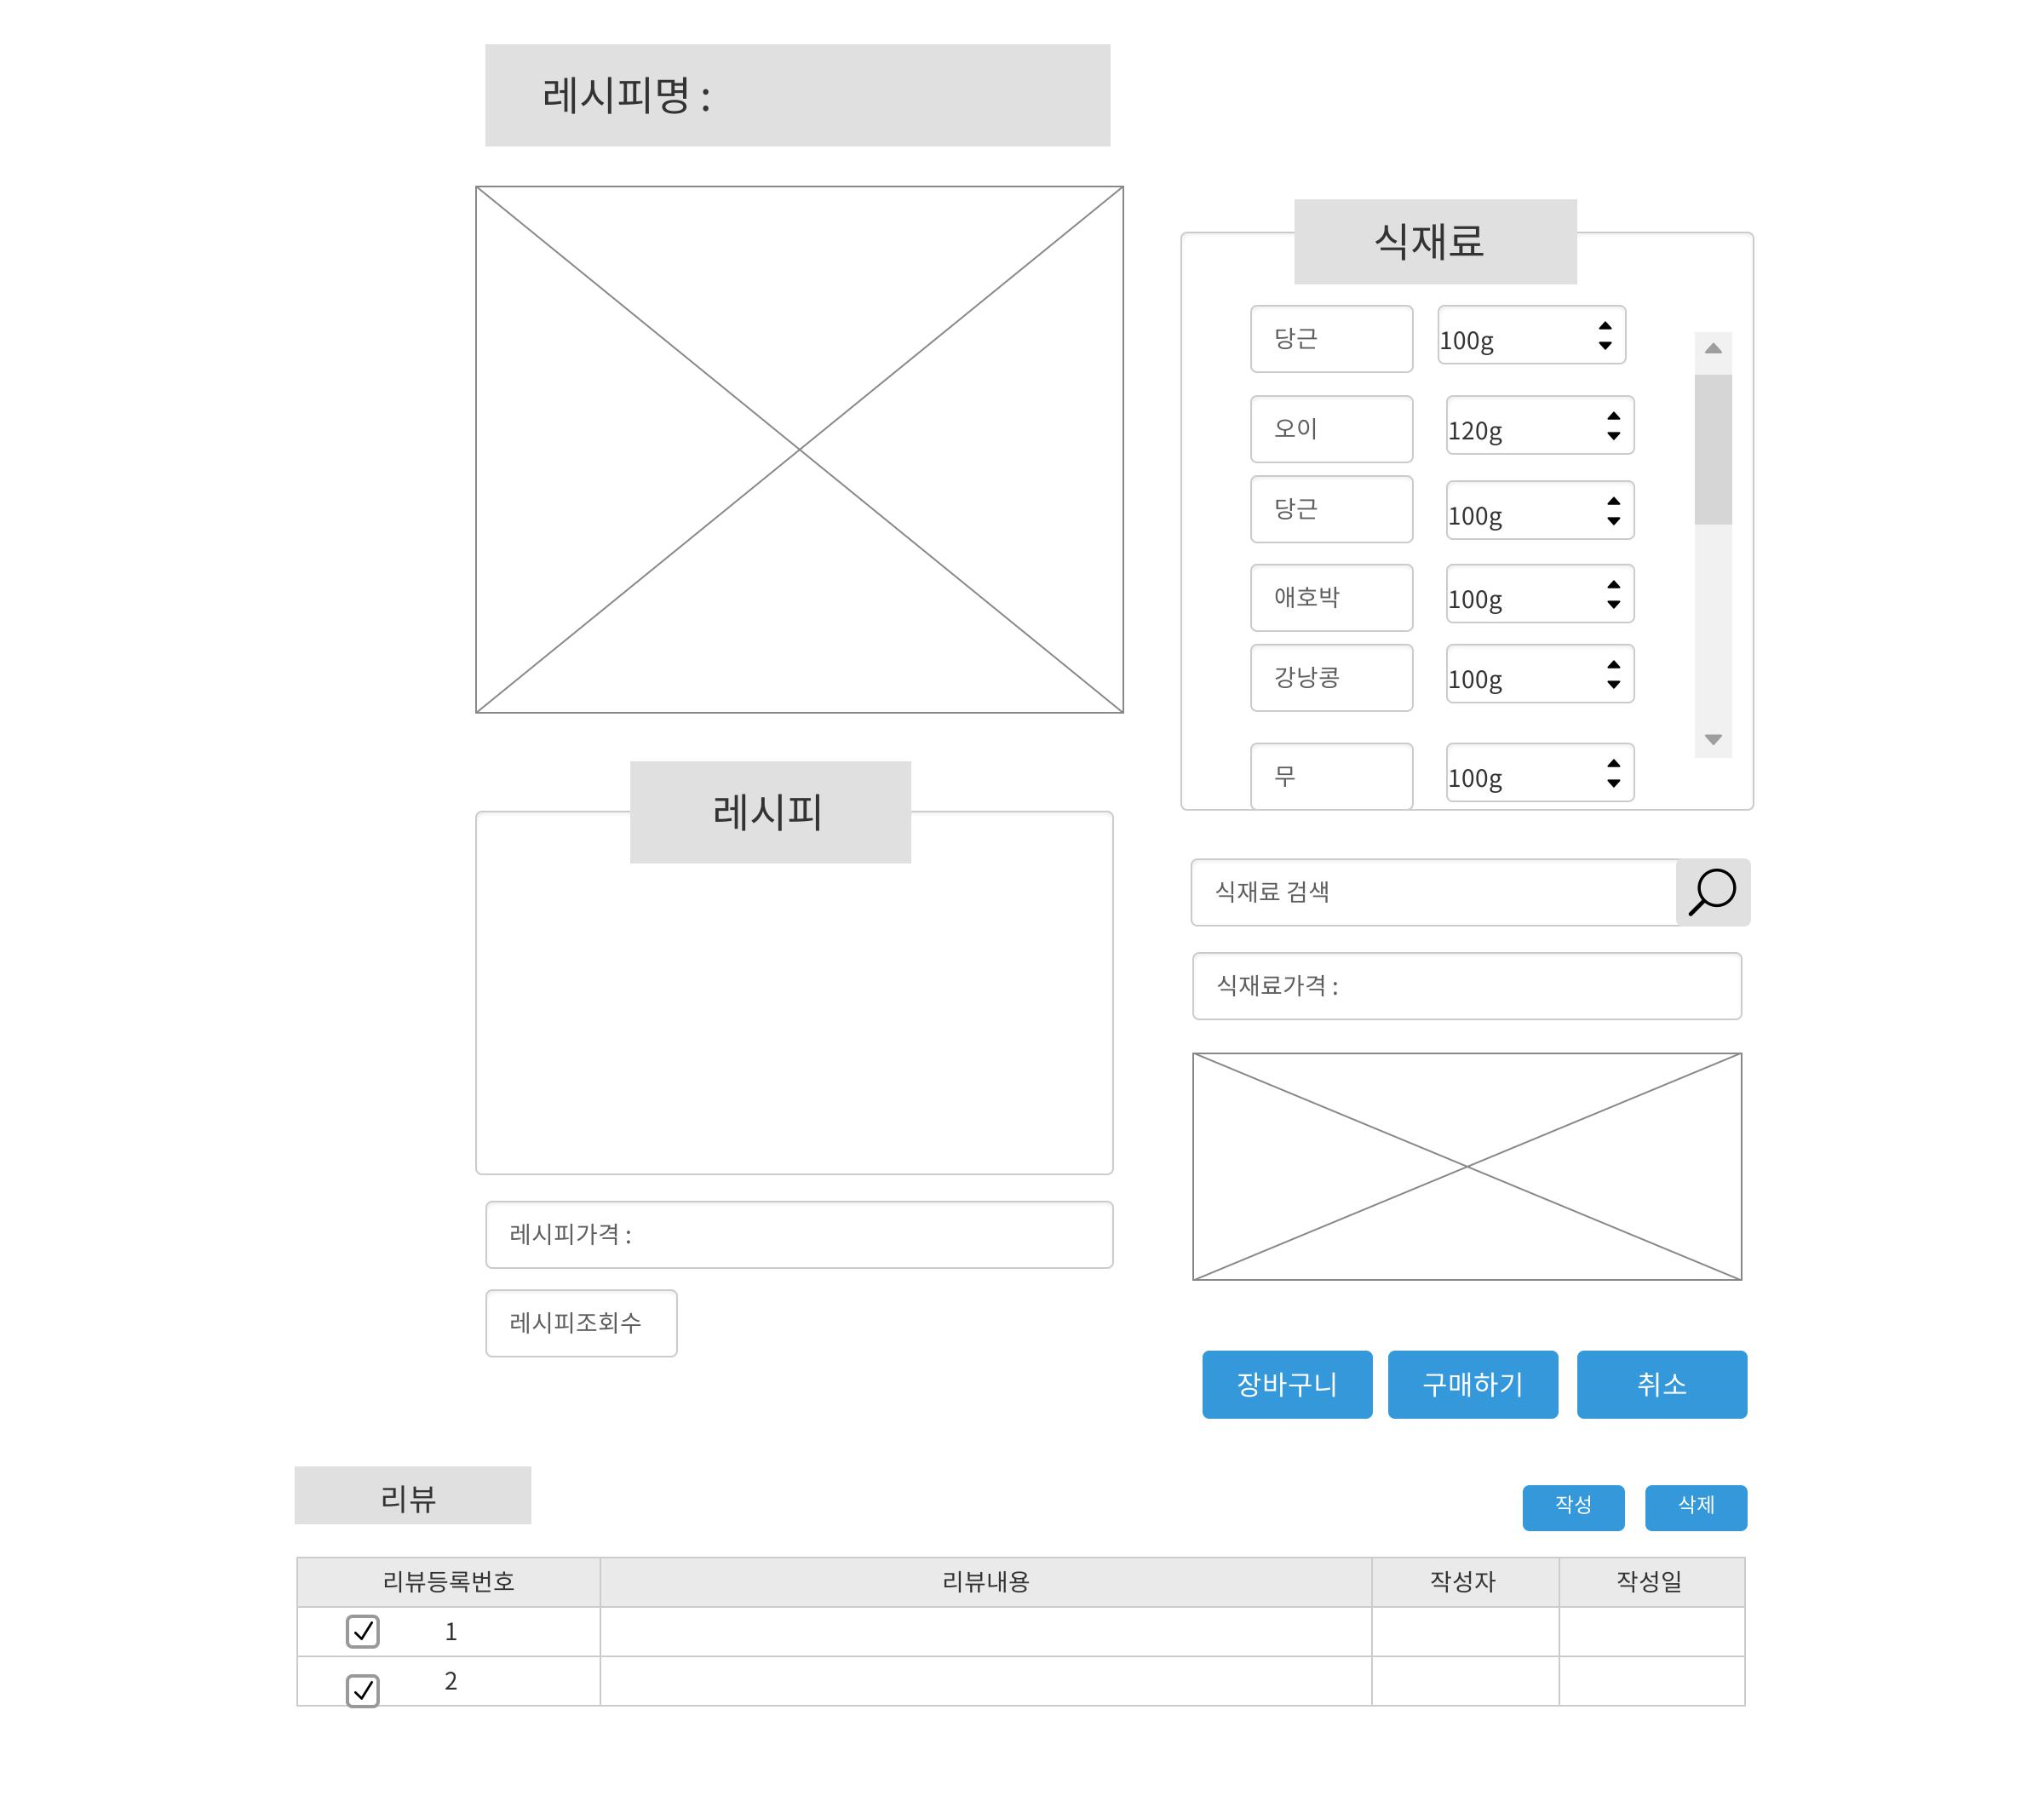 레시피명 :
식재료
당근 100g
오이 120g
당근 100g
애호박 100g
강낭콩 100g
무 100g
레시피
식재료 검색
식재료가격 :
레시피가격 :
레시피조회수
장바구니 구매하기 취소
리뷰
작성 삭제
리뷰등록번호 리뷰내용 작성자 작성일
1
2